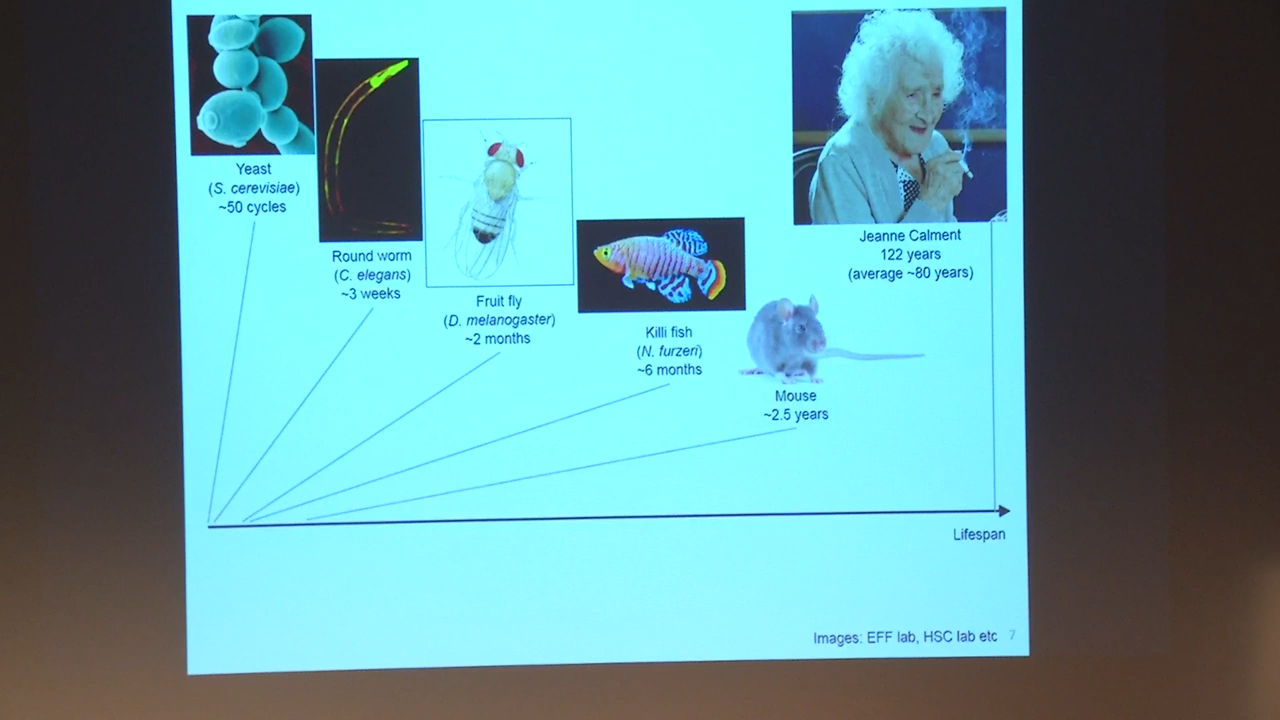 Yeast
(S. cerevisiae)
~50 cycles
Round worm
(C. elegans)
~3 weeks
Fruit fly
(D. melanogaster)
~2 months
Killi fish
(N. furzeri)
~6 months
Mouse
~2.5 years
Jeanne Calment
122 years
(average ~80 years)
Lifespan
Images: EFF lab, HSC lab etc 7